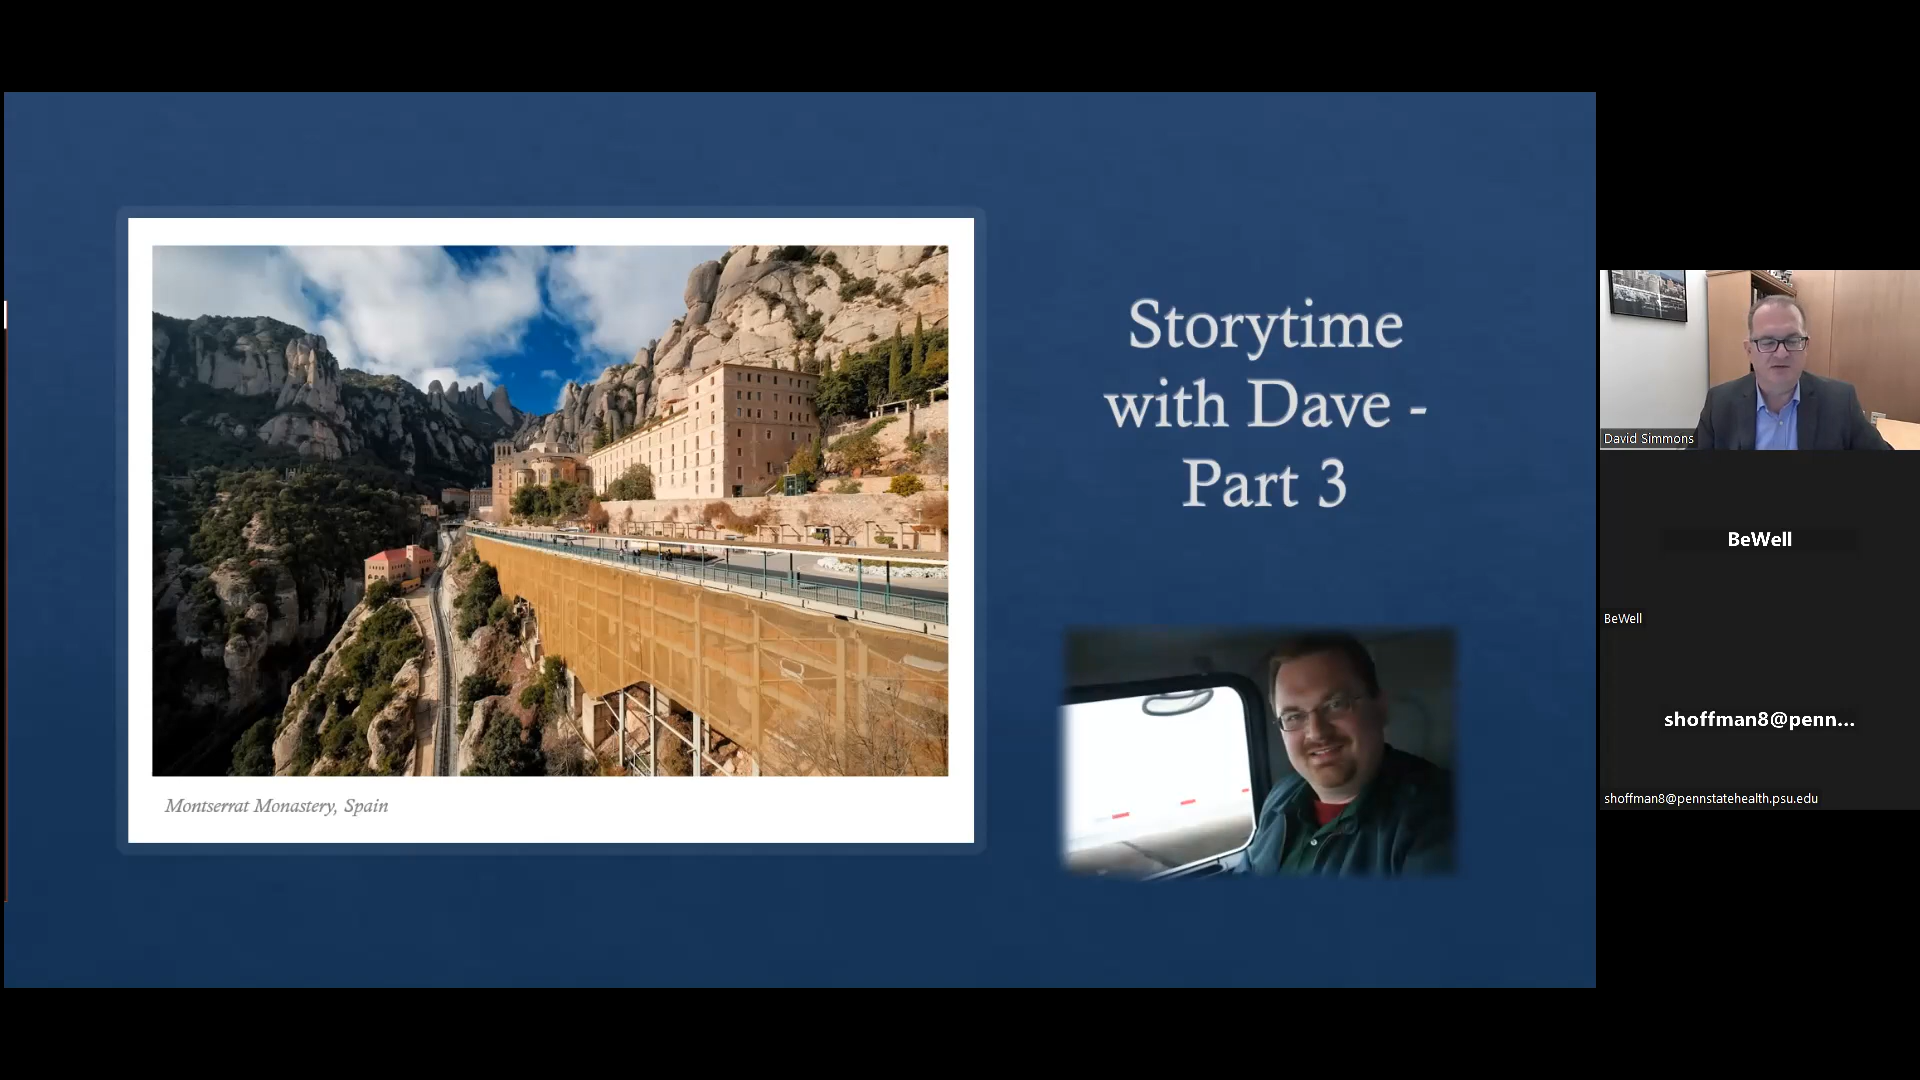 Storytime
with Dave -
Part 3
Montserrat Monastery, Spain
David Simmons
BeWell
BeWell
shoffman8@penn...
shoffman8@pennstatehealth.psu.edu